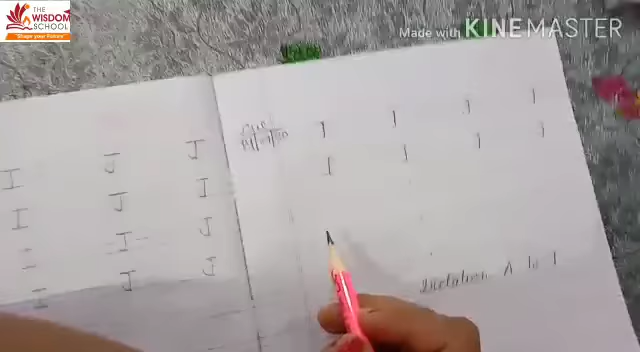 THE
WISDOM
SCHOOL
"Shape your Future"
Made with KINEMASTER
I J J
I J J
I J J
I J J
I I I I
I I I I
Dictation A to I